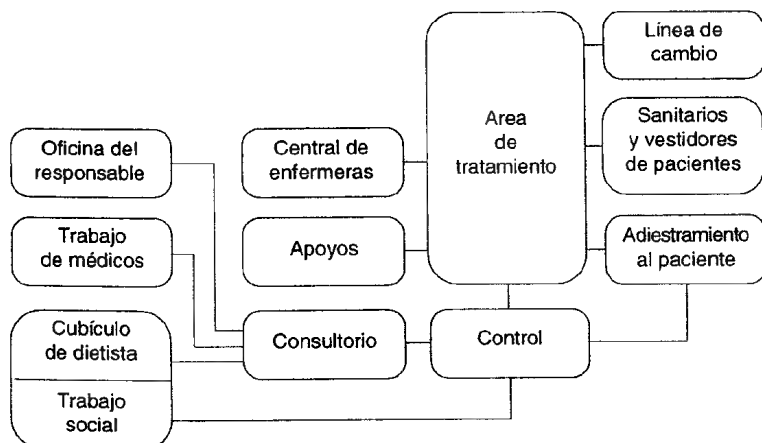 Línea de
cambio
Area
de
tratamiento
Sanitarios
y vestidores
de pacientes
Oficina del
responsable
Central de
enfermeras
Trabajo
de médicos
Apoyos
Adiestramiento
al paciente
Cubículo
de dietista
Consultorio
Control
Trabajo
social